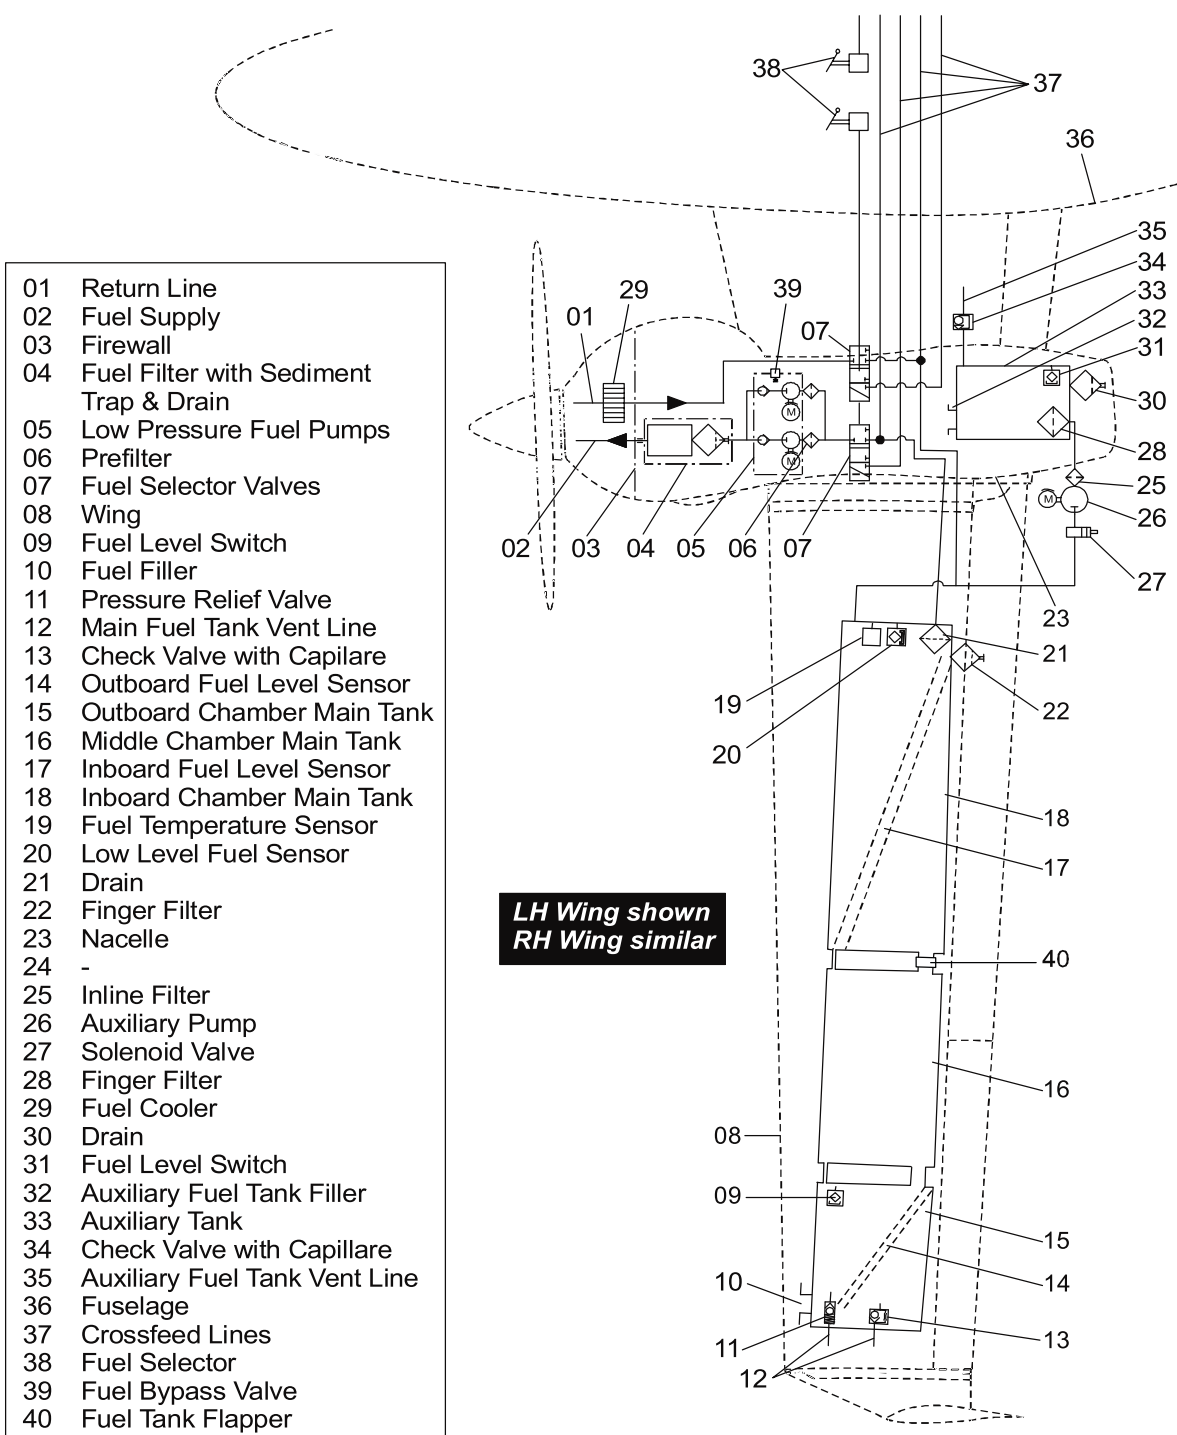 38
37
36
35
34
33
32
31
30
28
25
26
27
29
39
01
07
M
M
M
02
03
04
05
06
07
23
21
22
19
20
18
17
LH Wing shown
RH Wing similar
40
16
08
09
15
14
10
11
13
12
01 Return Line
02 Fuel Supply
03 Firewall
04 Fuel Filter with Sediment
Trap & Drain
05 Low Pressure Fuel Pumps
06 Prefilter
07 Fuel Selector Valves
08 Wing
09 Fuel Level Switch
10 Fuel Filler
11 Pressure Relief Valve
12 Main Fuel Tank Vent Line
13 Check Valve with Capilare
14 Outboard Fuel Level Sensor
15 Outboard Chamber Main Tank
16 Middle Chamber Main Tank
17 Inboard Fuel Level Sensor
18 Inboard Chamber Main Tank
19 Fuel Temperature Sensor
20 Low Level Fuel Sensor
21 Drain
22 Finger Filter
23 Nacelle
24 -
25 Inline Filter
26 Auxiliary Pump
27 Solenoid Valve
28 Finger Filter
29 Fuel Cooler
30 Drain
31 Fuel Level Switch
32 Auxiliary Fuel Tank Filler
33 Auxiliary Tank
34 Check Valve with Capillare
35 Auxiliary Fuel Tank Vent Line
36 Fuselage
37 Crossfeed Lines
38 Fuel Selector
39 Fuel Bypass Valve
40 Fuel Tank Flapper